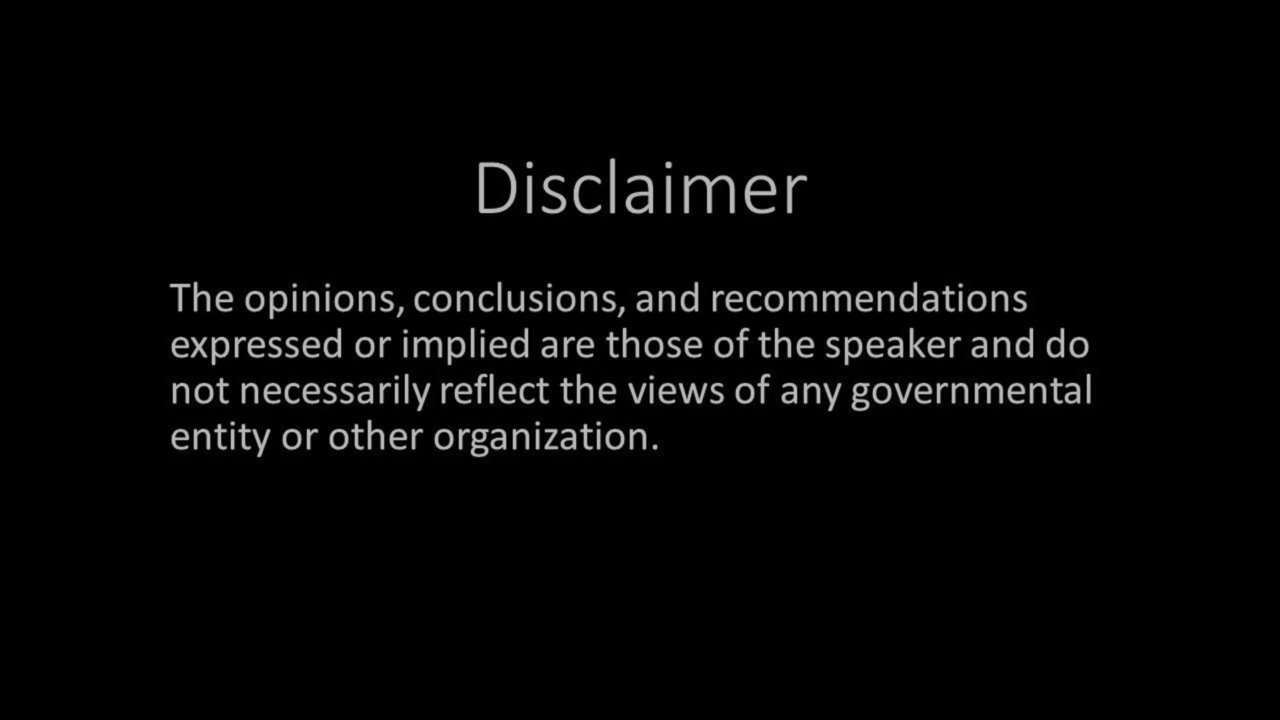 Disclaimer
The opinions, conclusions, and recommendations
expressed or implied are those of the speaker and do
not necessarily reflect the views of any governmental
entity or other organization.